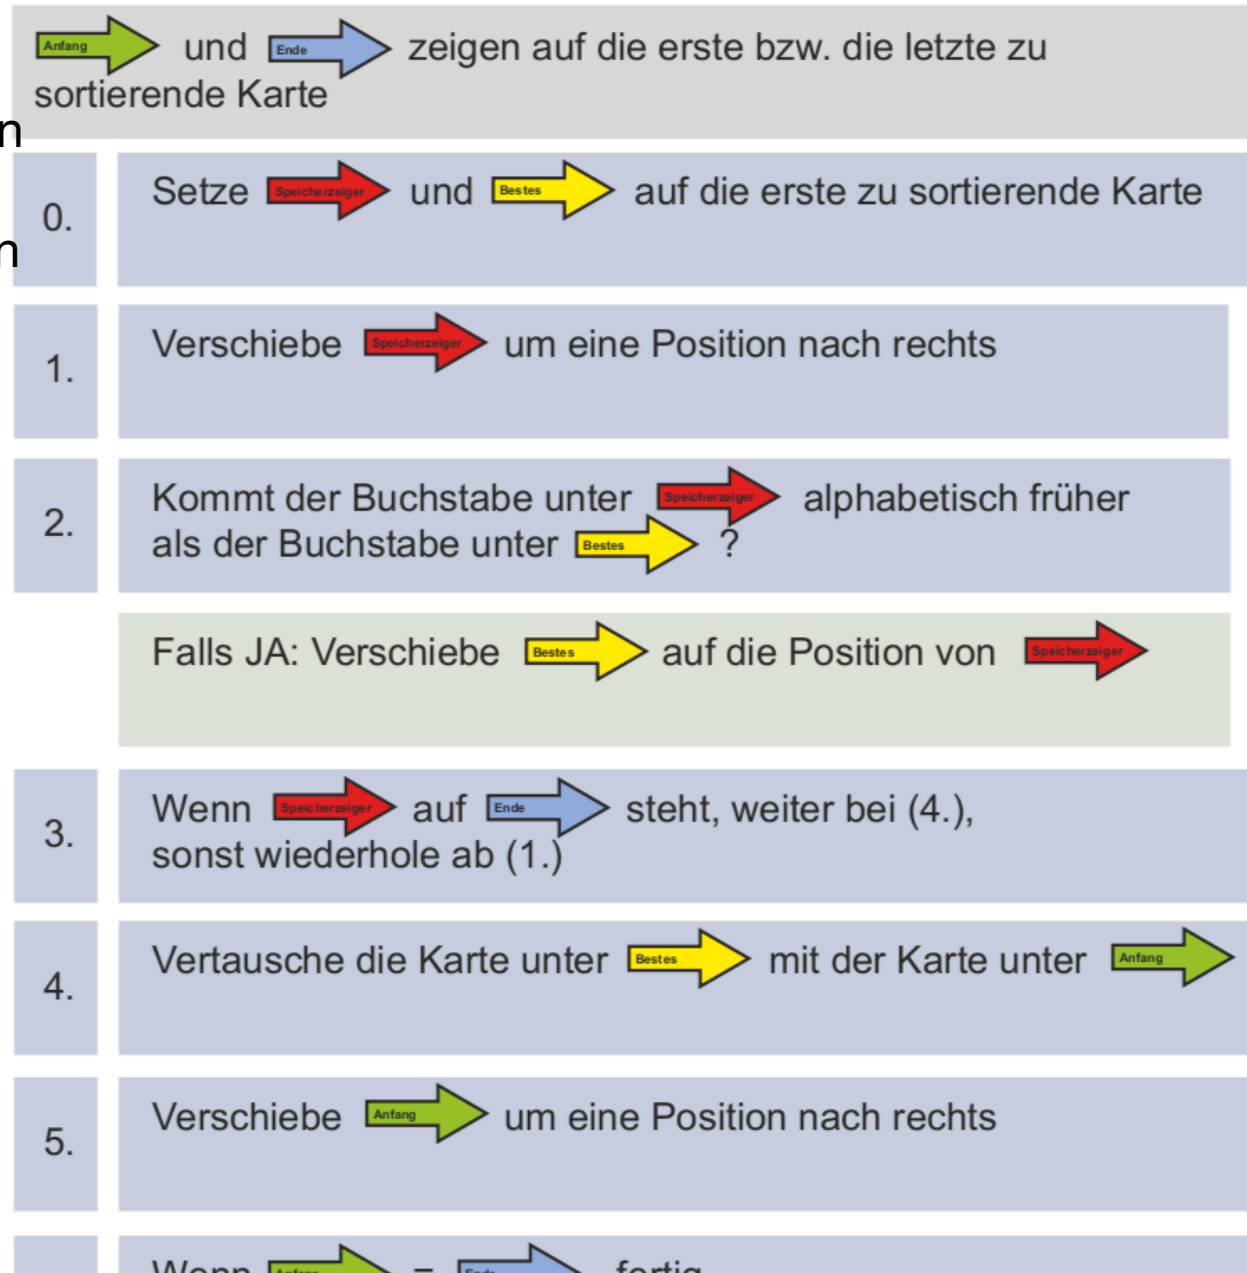 Anfang und Ende zeigen auf die erste bzw. die letzte zu
sortierende Karte
n
0. Setze Speicherzeiger und Bestes auf die erste zu sortierende Karte
n
1. Verschiebe Speicherzeiger um eine Position nach rechts
2. Kommt der Buchstabe unter Speicherzeiger alphabetisch früher
als der Buchstabe unter Bestes ?
Falls JA: Verschiebe Bestes auf die Position von Speicherzeiger
3. Wenn Speicherzeiger auf Ende steht, weiter bei (4.),
sonst wiederhole ab (1.)
4. Vertausche die Karte unter Bestes mit der Karte unter Anfang
5. Verschiebe Anfang um eine Position nach rechts
Wenn Anfang = Ende fertig